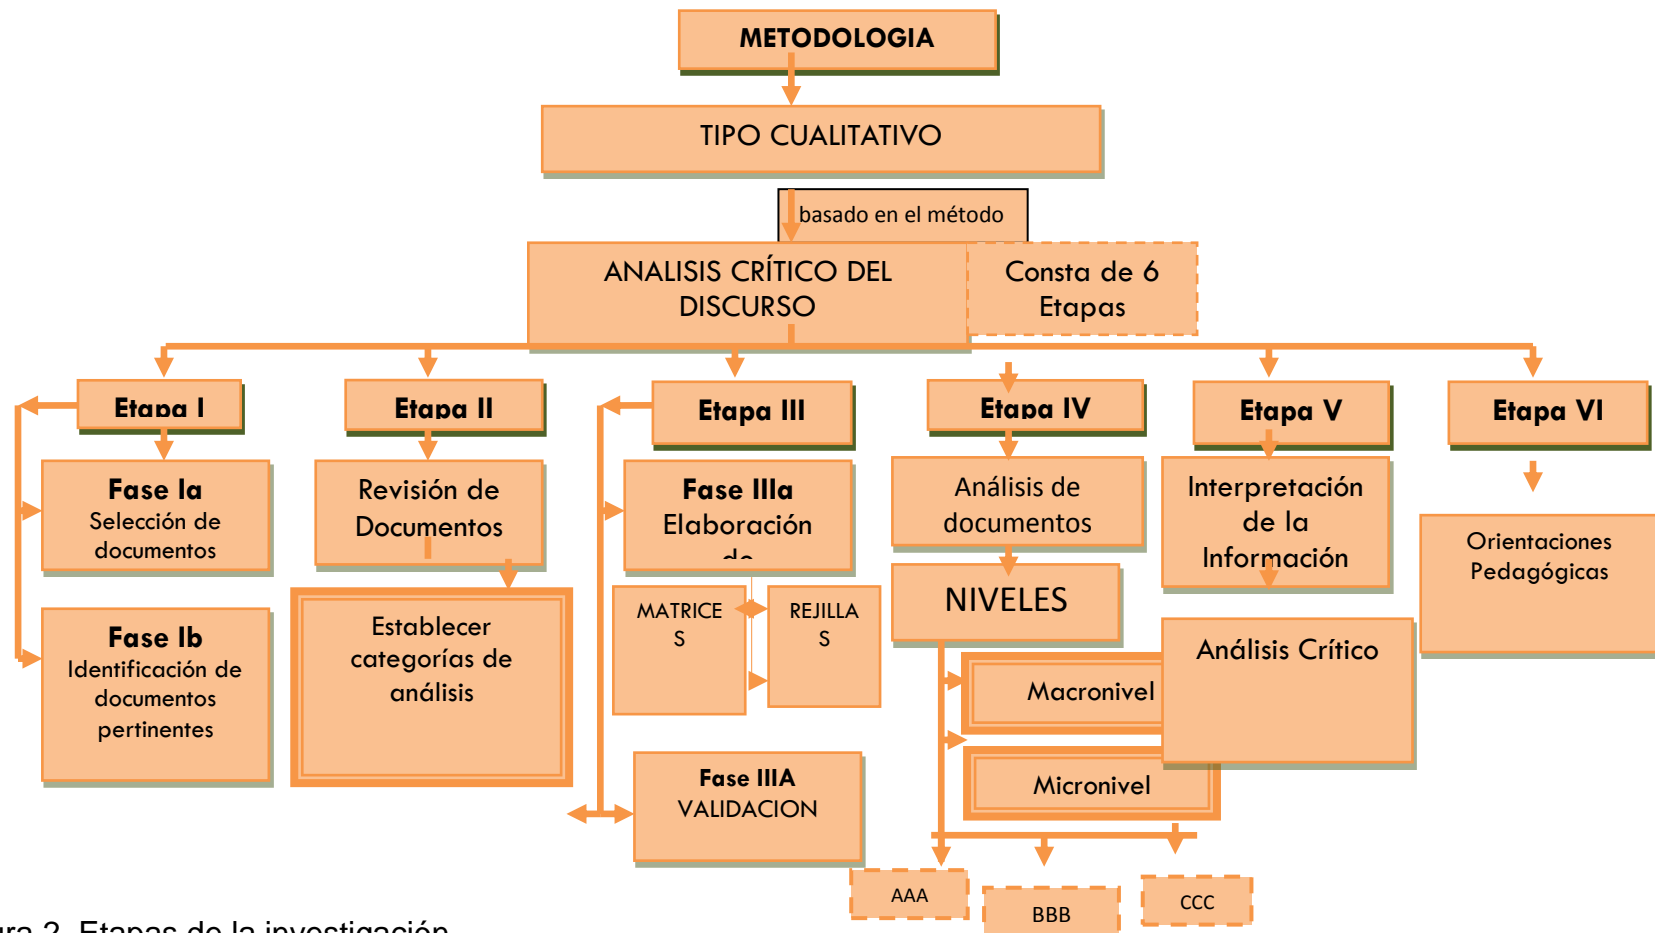 METODOLOGIA
TIPO CUALITATIVO
basado en el método
ANALISIS CRÍTICO DEL
DISCURSO
Consta de 6
Etapas
Etapa I
Etapa II
Etapa III
Etapa IV
Etapa V
Etapa VI
Fase Ia
Selección de
documentos
Fase Ib
Identificación de
documentos
pertinentes
Revisión de
Documentos
Establecer
categorías de
análisis
Fase IIIa
Elaboración
de
MATRICE
S
REJILLA
S
Fase IIIA
VALIDACION
Análisis de
documentos
NIVELES
Macronivel
Micronivel
AAA
BBB
CCC
Interpretación
de la
Información
Análisis Crítico
Orientaciones
Pedagógicas
ura 2. Etapas de la investigación